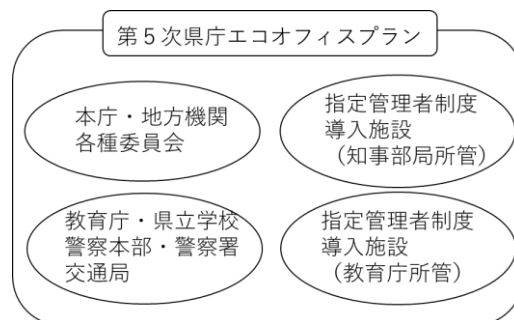 第５次県庁エコオフィスプラン
本庁・地方機関
各種委員会
指定管理者制度
導入施設
（知事部局所管）
教育庁・県立学校
警察本部・警察署
交通局
指定管理者制度
導入施設
（教育庁所管）